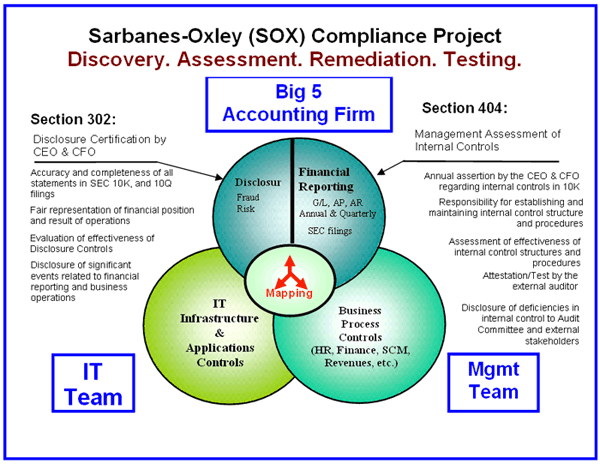 Sarbanes-Oxley (SOX) Compliance Project
Discovery. Assessment. Remediation. Testing.
Big 5
Accounting Firm
Section 302:
Disclosure Certification by
CEO & CFO
Accuracy and completeness of all
statements in SEC 10K, and 10Q
filings
Fair representation of financial position
and result of operations
Evaluation of effectiveness of
Disclosure Controls
Disclosure of significant
events related to financial
reporting and business
operations
Section 404:
Management Assessment of
Internal Controls
Annual assertion by the CEO & CFO
regarding internal controls in 10K
Responsibility for establishing and
maintaining internal control structure
and procedures
Assessment of effectiveness of
internal control structures and
procedures
Attestation/Test by the
external auditor
Disclosure of deficiencies in
internal control to Audit
Committee and external
stakeholders
Disclosur
Fraud
Risk
Financial
Reporting
G/L, AP, AR
Annual & Quarterly
SEC filings
Mapping
IT
Infrastructure
&
Applications
Controls
Business
Process
Controls
(HR, Finance, SCM,
Revenues, etc.)
IT
Team
Mgmt
Team